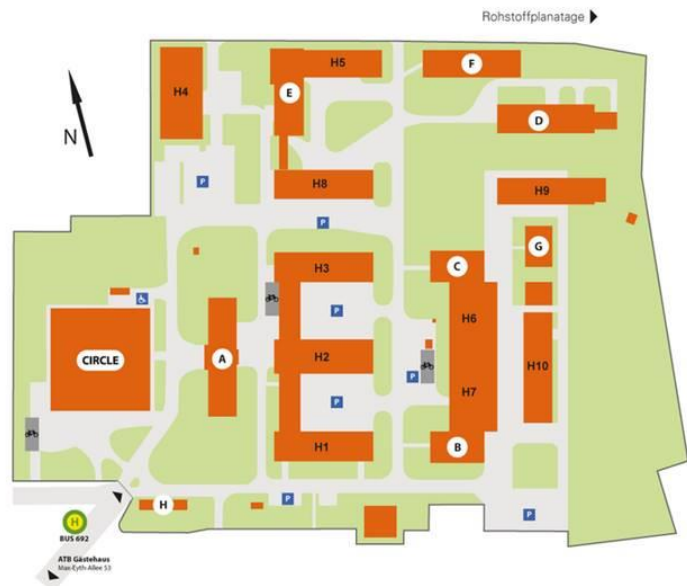 Rohstoffplanatage
H4
H5
F
E
D
N
H8
H9
P
P
G
H3
C
P
H6
CIRCLE
A
H2
H10
P
P
H7
H1
B
H
P
P
H
BUS 692
ATB Gästehaus
Max-Eyth-Allee 53